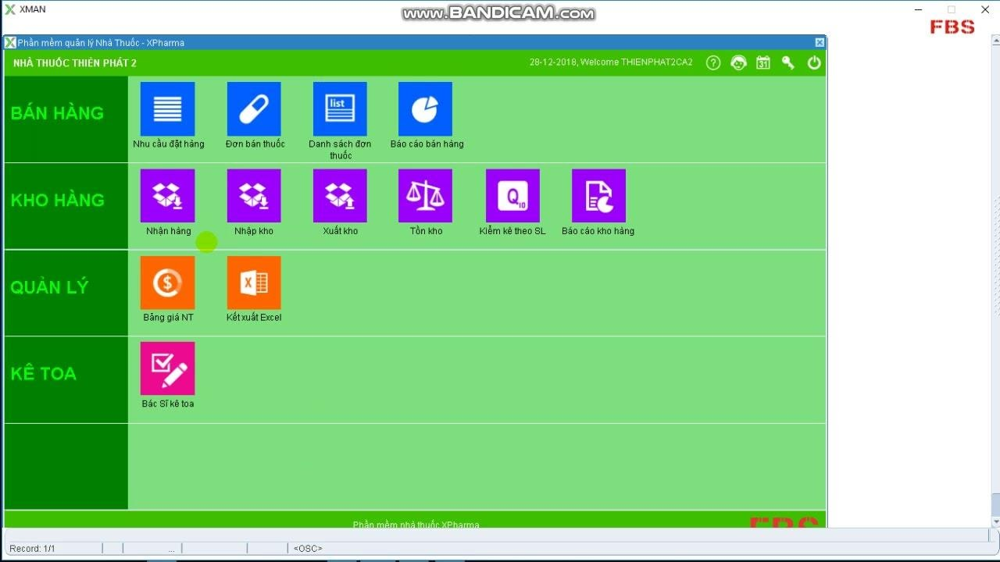 XMAN
www.BANDICAM.com
FBS
Phần mềm quản lý Nhà Thuốc - XPharma
NHÀ THUỐC THIÊN PHÁT 2
28-12-2018, Welcome THIENPHAT2CA2
?
31
BÁN HÀNG
list
Nhu cầu đặt hàng
Đơn bán thuốc
Danh sách đơn
thuốc
Báo cáo bán hàng
KHO HÀNG
Q10
Nhận hàng
Nhập kho
Xuất kho
Tồn kho
Kiểm kê theo SL
Báo cáo kho hàng
QUẢN LÝ
$
X
Bảng giá NT
Kết xuất Excel
KÊ TOA
Bác Sĩ kê toa
Phần mềm nhà thuốc XPharma
FBS
Record: 1/1
...
<OSC>